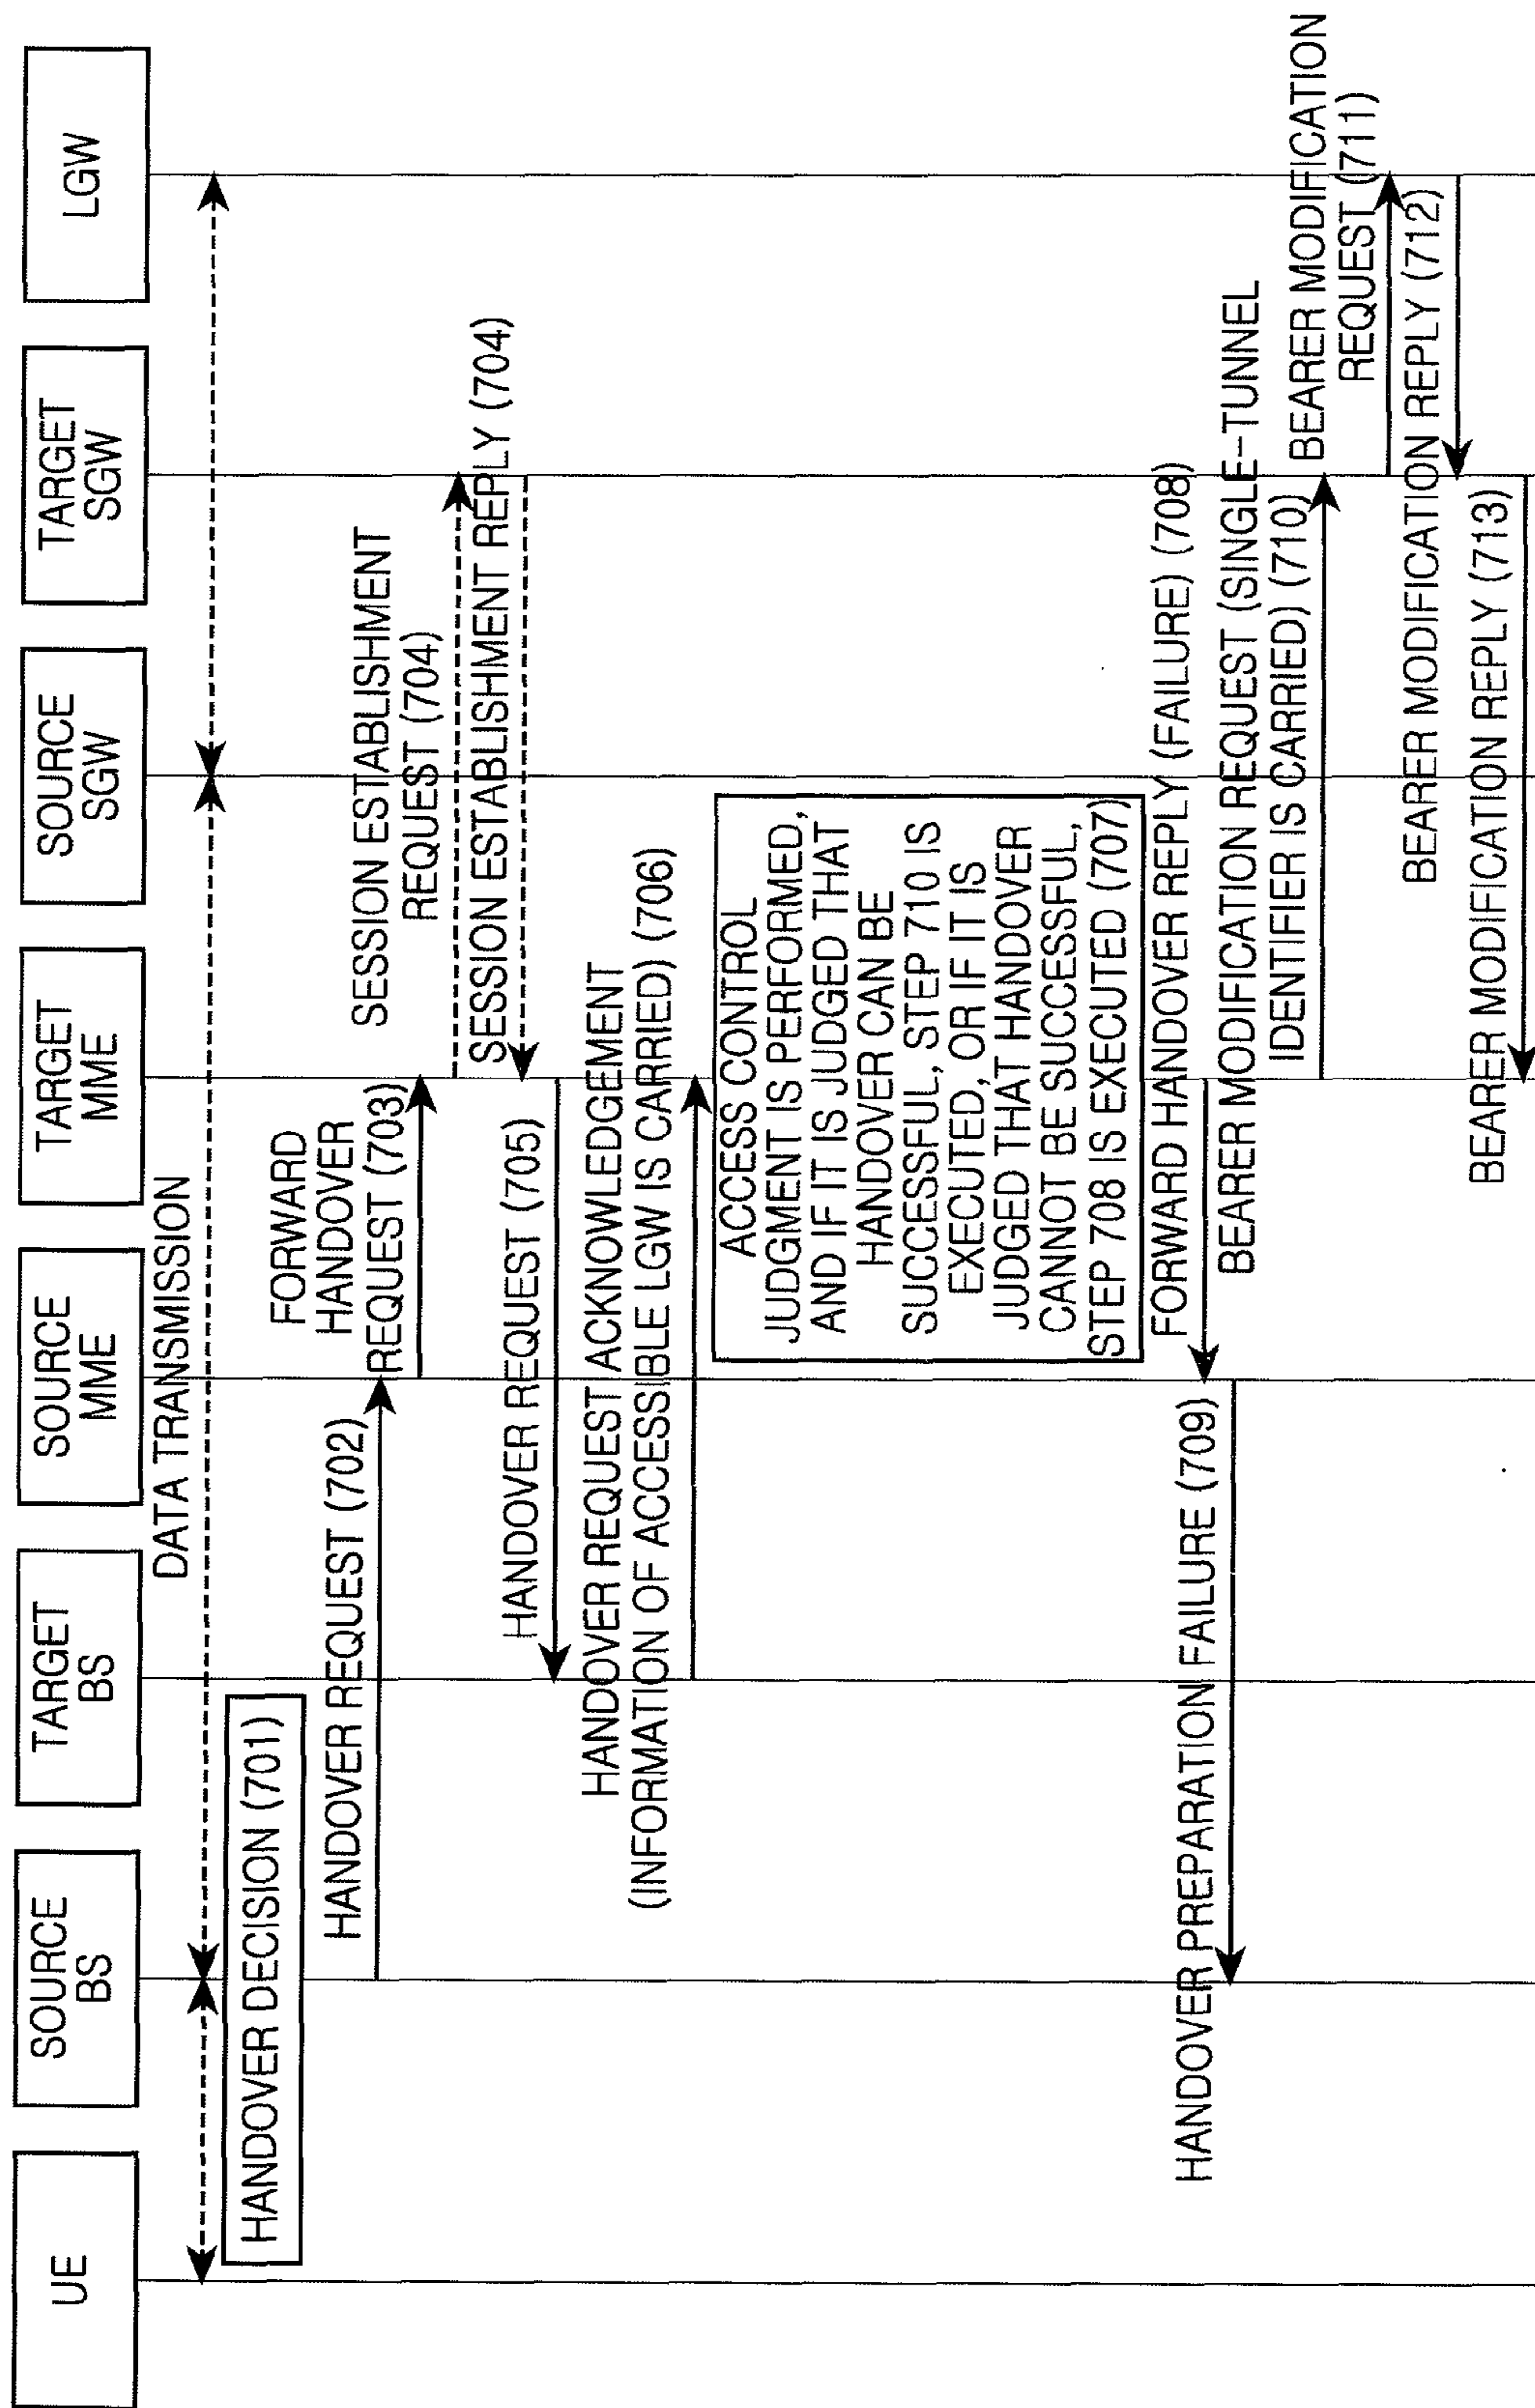 UE
SOURCE
BS
TARGET
BS
SOURCE
MME
TARGET
MME
SOURCE
SGW
TARGET
SGW
LGW
DATA TRANSMISSION
HANDOVER DECISION (701)
HANDOVER REQUEST (702)
FORWARD
HANDOVER
REQUEST (703)
SESSION ESTABLISHMENT
REQUEST (704)
SESSION ESTABLISHMENT REPLY (704)
HANDOVER REQUEST (705)
HANDOVER REQUEST ACKNOWLEDGEMENT
(INFORMATION OF ACCESSIBLE LGW IS CARRIED) (706)
ACCESS CONTROL
JUDGMENT IS PERFORMED,
AND IF IT IS JUDGED THAT
HANDOVER CAN BE
SUCCESSFUL, STEP 710 IS
EXECUTED, OR IF IT IS
JUDGED THAT HANDOVER
CANNOT BE SUCCESSFUL,
STEP 708 IS EXECUTED (707)
FORWARD HANDOVER REPLY (FAILURE) (708)
HANDOVER PREPARATION FAILURE (709)
BEARER MODIFICATION REQUEST (SINGLE-TUNNEL
IDENTIFIER IS CARRIED) (710)
BEARER MODIFICATION
REQUEST (711)
BEARER MODIFICATION REPLY (712)
BEARER MODIFICATION REPLY (713)